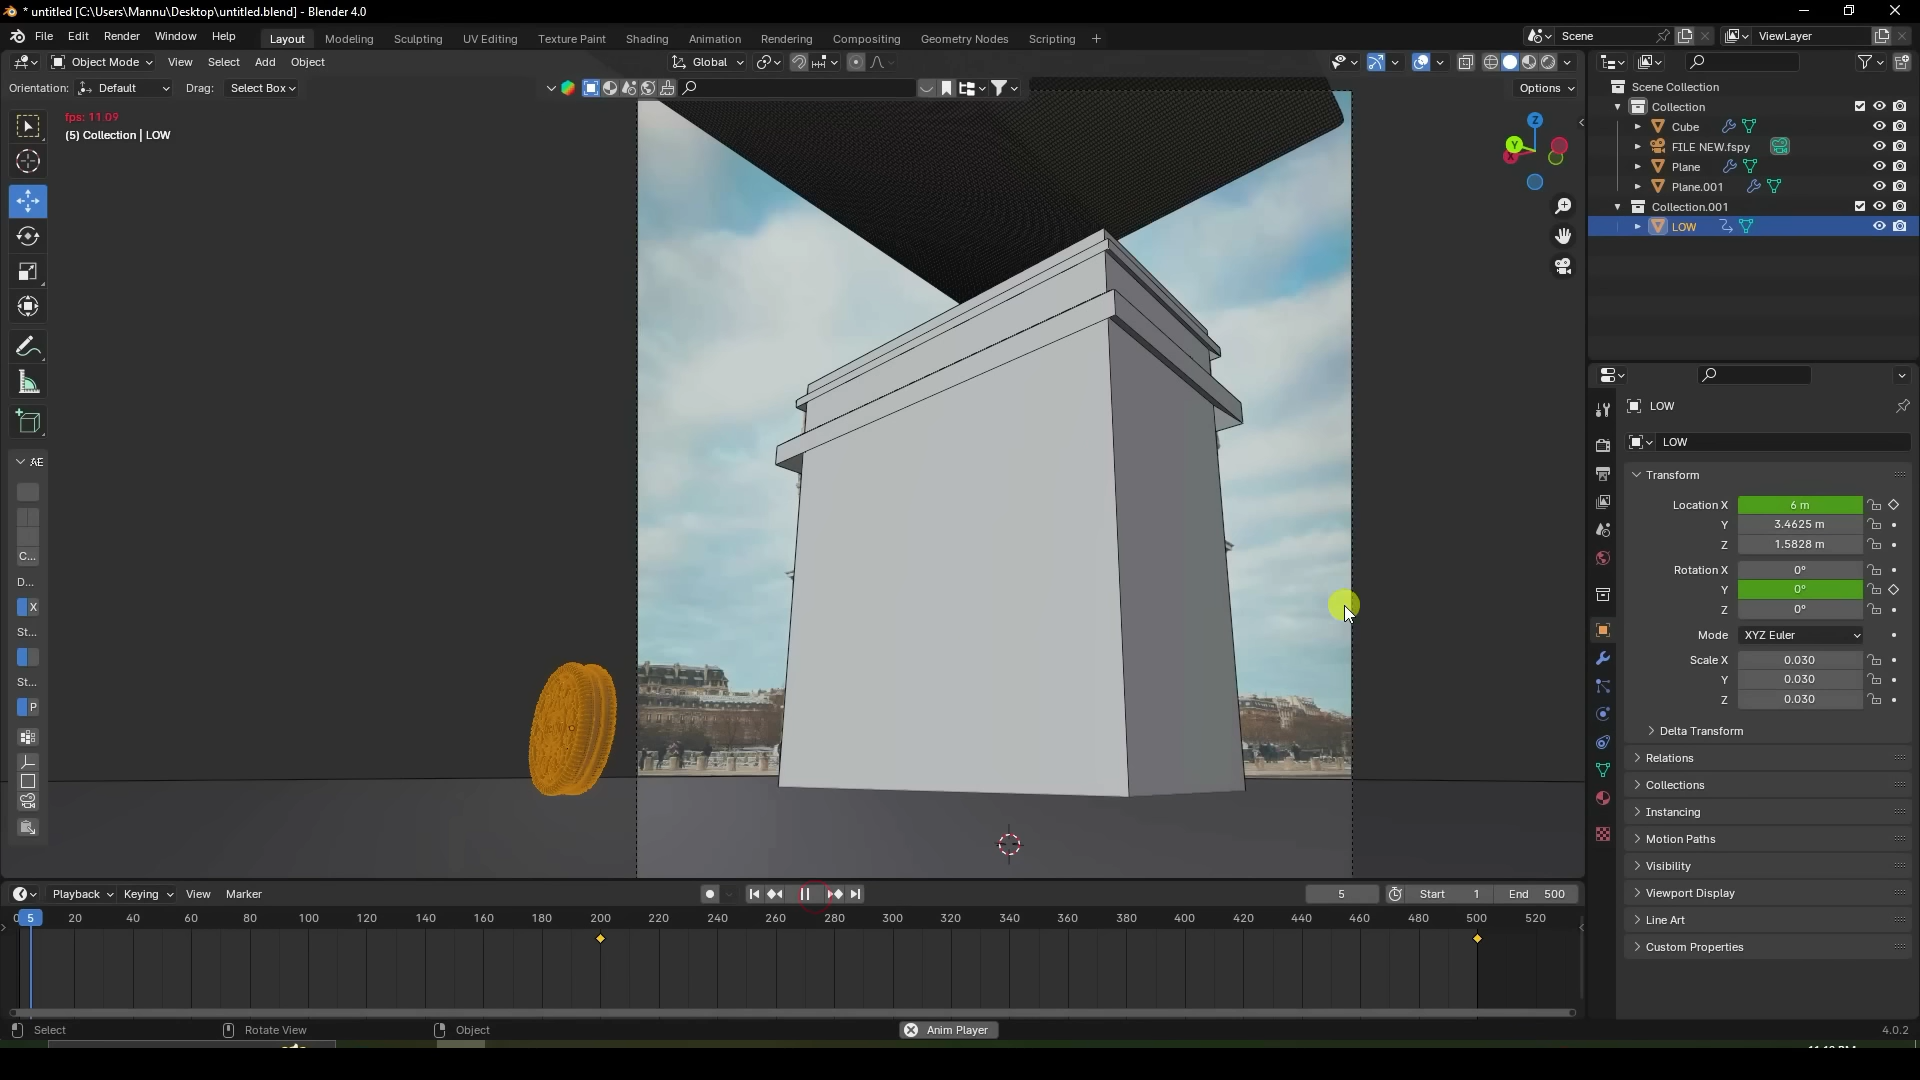 * untitled [C:\Users\Mannu\Desktop\untitled.blend] - Blender 4.0
File Edit Render Window Help
Layout Modeling Sculpting UV Editing Texture Paint Shading Animation Rendering Compositing Geometry Nodes Scripting +
Scene
ViewLayer
Object Mode View Select Add Object
Global
Orientation: Default Drag: Select Box
Options
fps: 11.09
(5) Collection | LOW
Z
Y
X
AE
C...
D...
X
St...
St...
P
Scene Collection
Collection
Cube
FILE NEW.fspy
Plane
Plane.001
Collection.001
LOW
LOW
LOW
Transform
Location X 6 m
Y 3.4625 m
Z 1.5828 m
Rotation X 0°
Y 0°
Z 0°
Mode XYZ Euler
Scale X 0.030
Y 0.030
Z 0.030
Delta Transform
Relations
Collections
Instancing
Motion Paths
Visibility
Viewport Display
Line Art
Custom Properties
Playback Keying View Marker
5 Start 1 End 500
0 5 20 40 60 80 100 120 140 160 180 200 220 240 260 280 300 320 340 360 380 400 420 440 460 480 500 520
Select Rotate View Object Anim Player 4.0.2